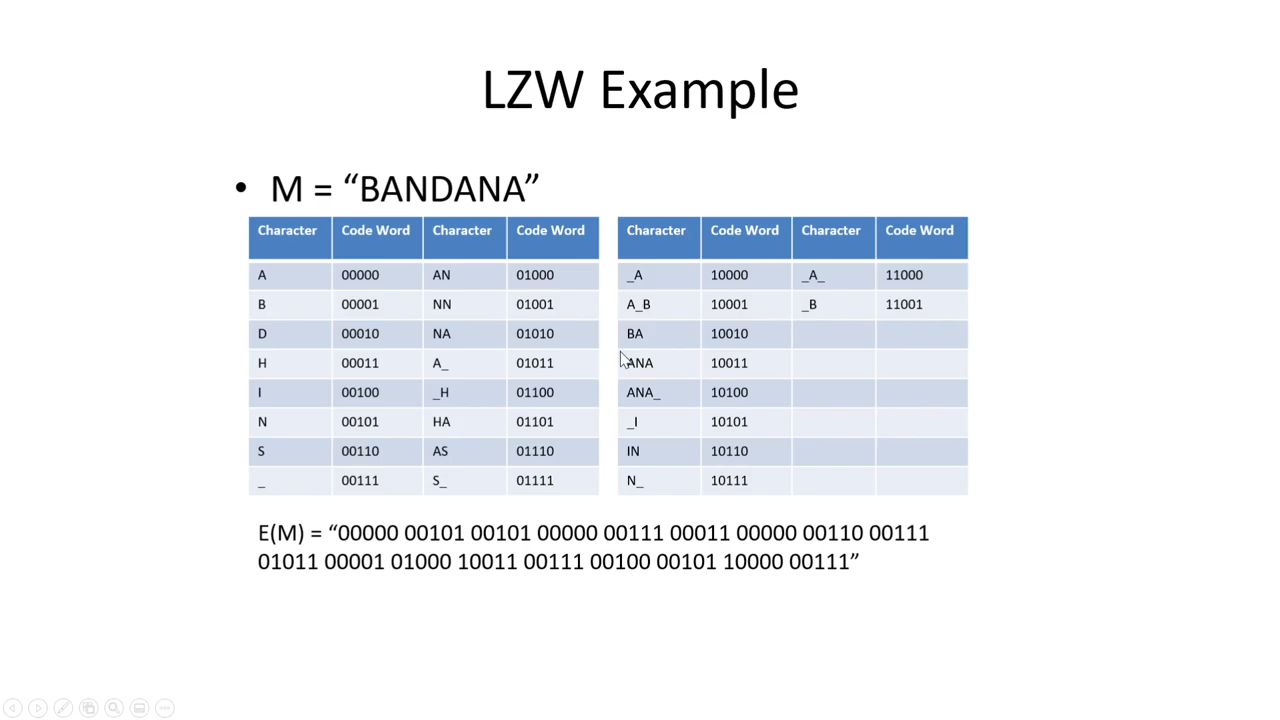 LZW Example
• M = “BANDANA”
Character Code Word Character Code Word Character Code Word Character Code Word
A 00000 AN 01000 _A 10000 _A_ 11000
B 00001 NN 01001 A_B 10001 _B 11001
D 00010 NA 01010 BA 10010
H 00011 A_ 01011 ANA 10011
I 00100 _H 01100 ANA_ 10100
N 00101 HA 01101 _I 10101
S 00110 AS 01110 IN 10110
_ 00111 S_ 01111 N_ 10111
E(M) = “00000 00101 00101 00000 00111 00011 00000 00110 00111
01011 00001 01000 10011 00111 00100 00101 10000 00111”